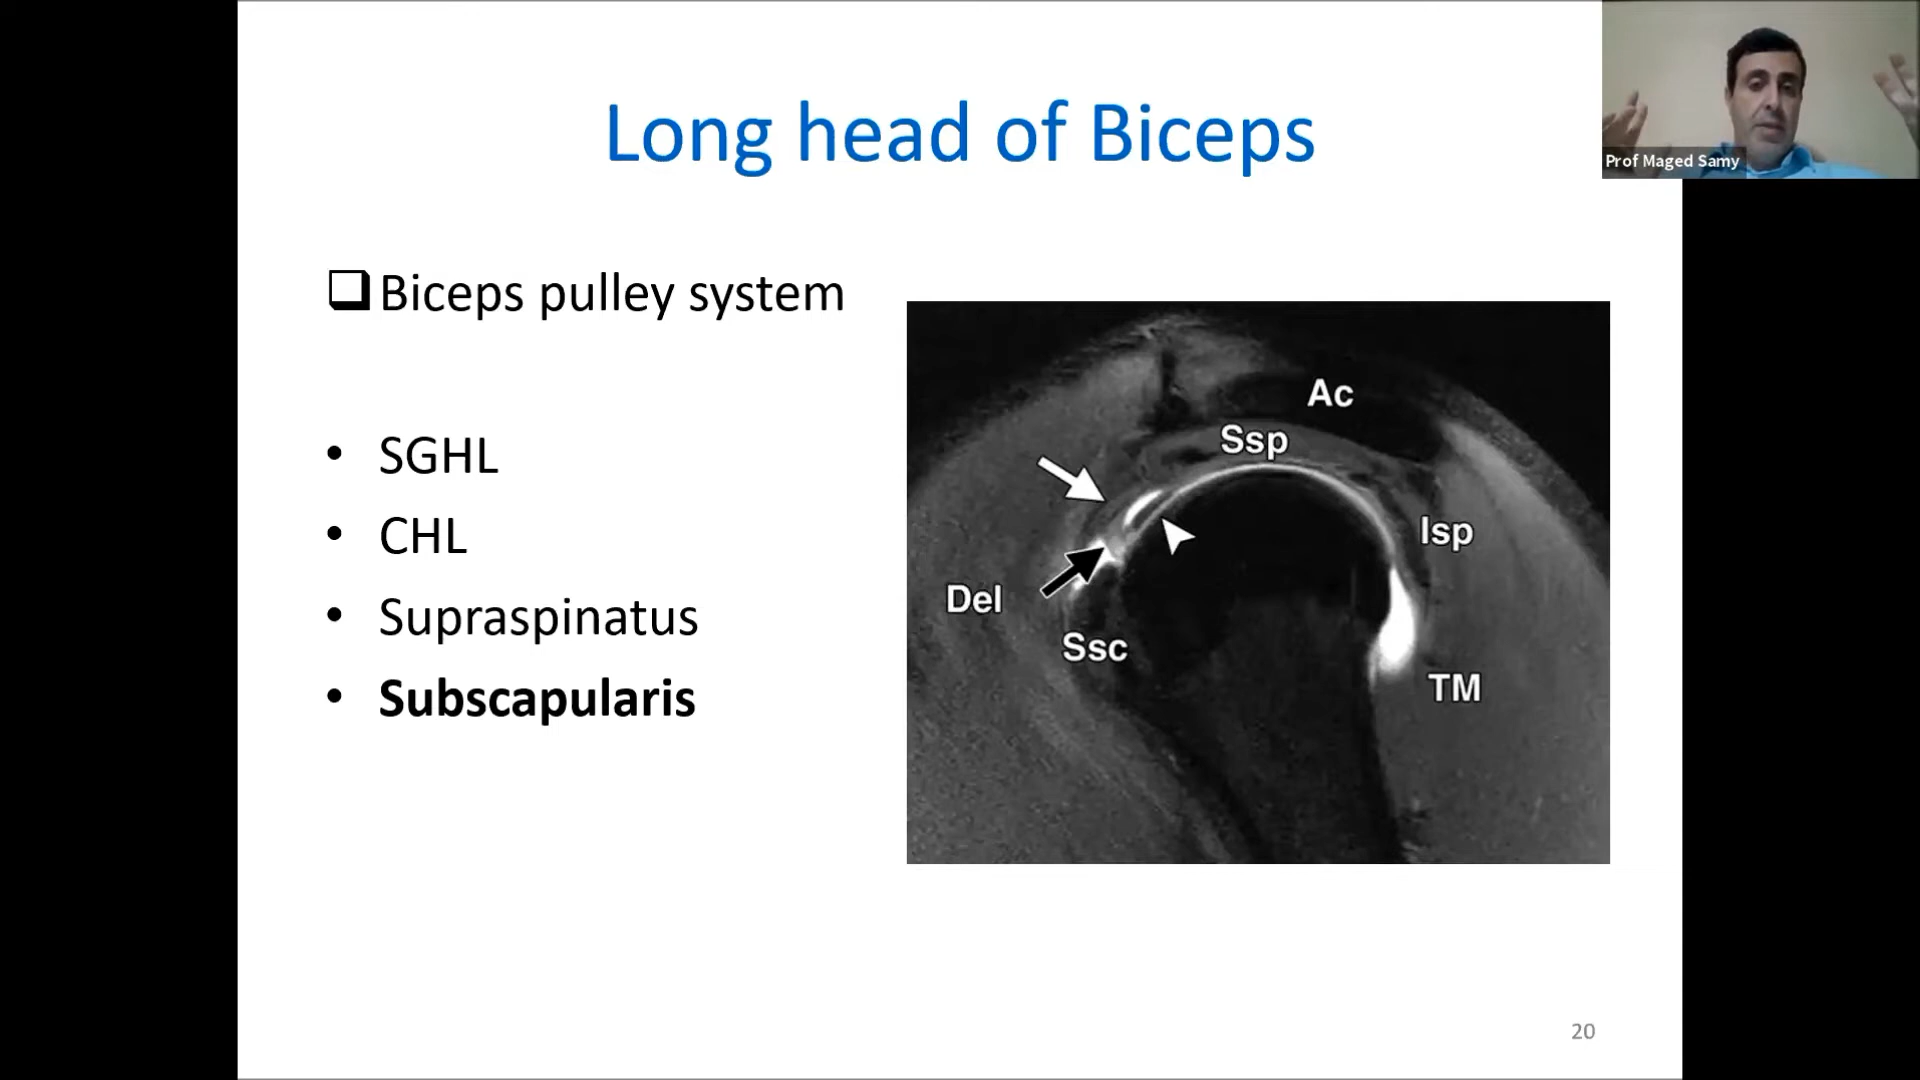 Long head of Biceps
Prof Maged Samy
Biceps pulley system
• SGHL
• CHL
• Supraspinatus
• Subscapularis
Ac
Ssp
Isp
Del
Ssc
TM
20